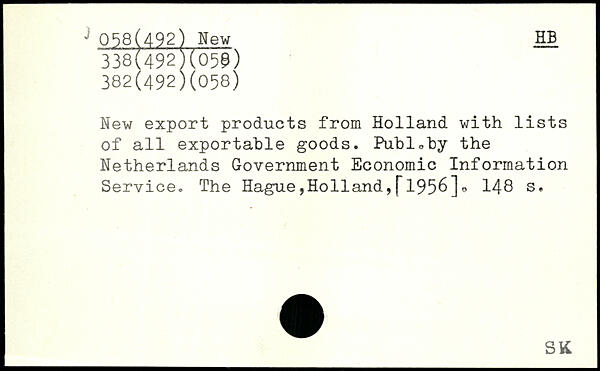 J 058(492) New HB
338(492)(058)
382(492)(058)
New export products from Holland with lists
of all exportable goods. Publ.by the
Netherlands Government Economic Information
Service. The Hague,Holland,[1956]. 148 s.
SK